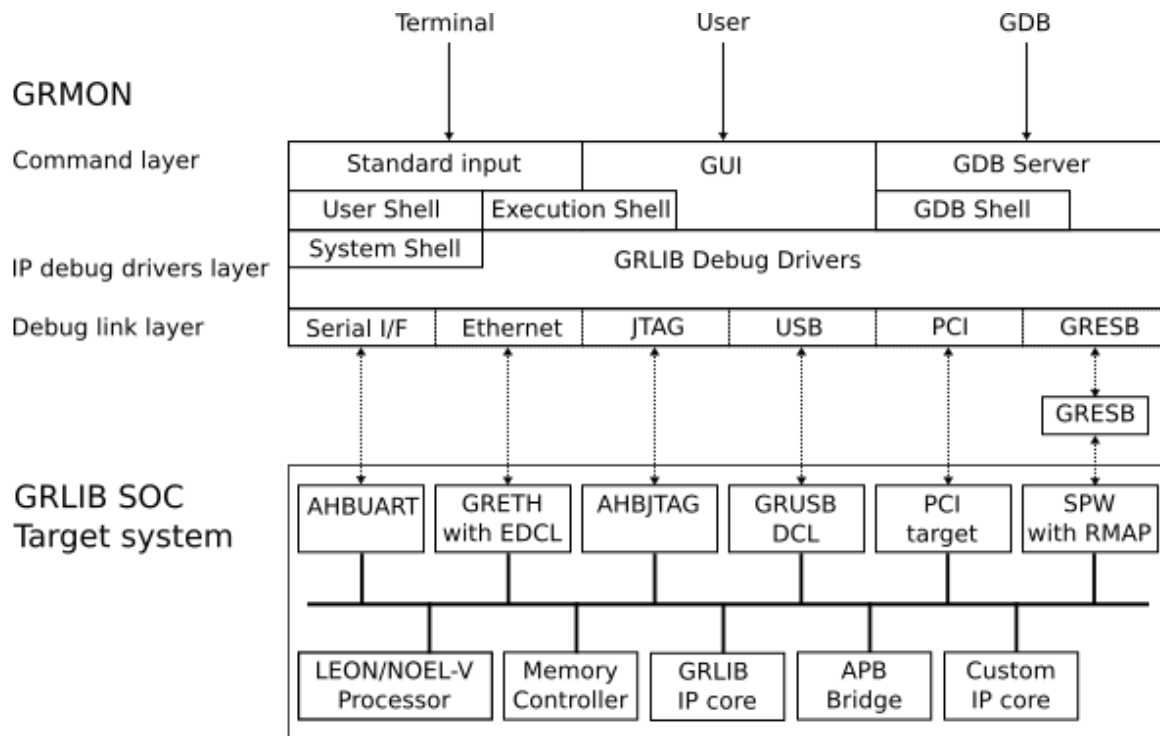 Terminal
User
GDB
GRMON
Command layer
Standard input
GUI
GDB Server
User Shell
Execution Shell
GDB Shell
System Shell
IP debug drivers layer
GRLIB Debug Drivers
Debug link layer
Serial I/F
Ethernet
JTAG
USB
PCI
GRESB
GRESB
GRLIB SOC
Target system
AHBUART
GRETH
with EDCL
AHBJTAG
GRUSB
DCL
PCI
target
SPW
with RMAP
LEON/NOEL-V
Processor
Memory
Controller
GRLIB
IP core
APB
Bridge
Custom
IP core